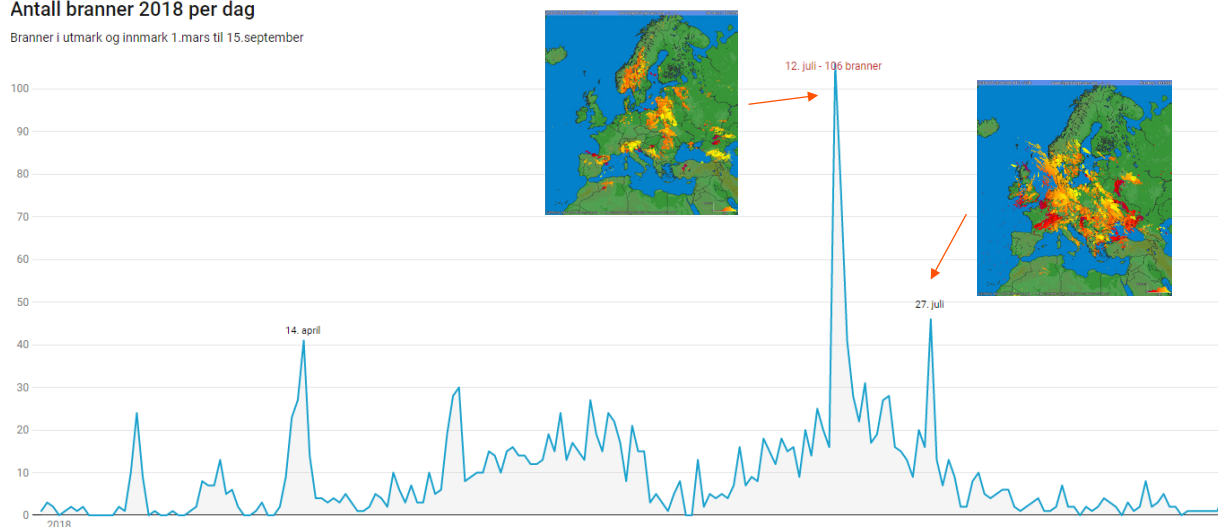 Antall branner 2018 per dag
Branner i utmark og innmark 1.mars til 15.september
12. juli - 106 branner
100
90
80
70
60
50
27. juli
14. april
40
30
20
10
0
2018